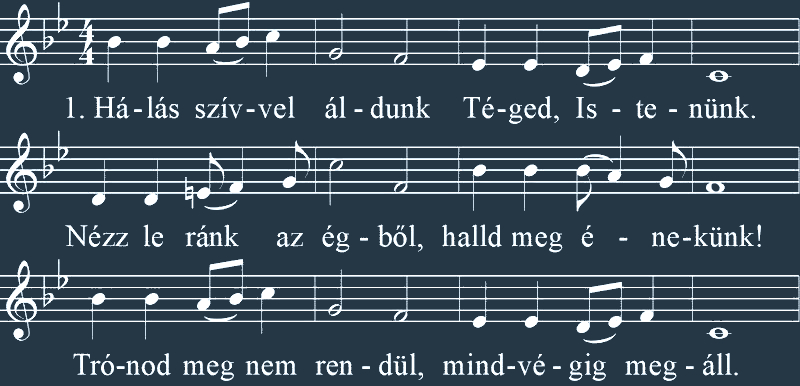 4
4
1. Há-lás szív-vel ál-dunk Té-ged, Is-te-nünk.
Nézz le ránk az ég-ből, halld meg é-ne-künk!
Tró-nod meg nem ren-dül, mind-vé-gig meg-áll.